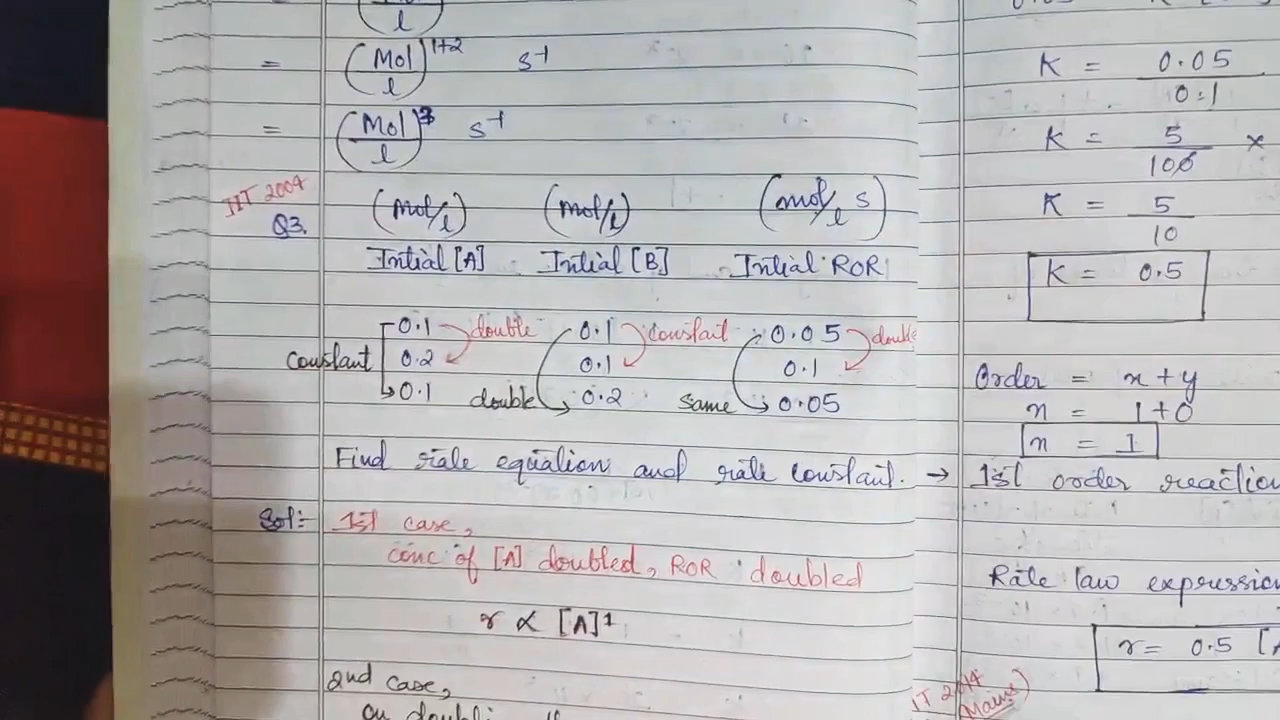 l
= (Mol/l)^1+2 s^-1
= (Mol/l)^3 s^-1
IIT 2004
Q3. (Mol/l) (mol/l) (mol/l s)
Intial [A] Intial [B] Intial ROR
0.1 double 0.1 constant 0.05 double
constant 0.2 0.1 0.1
0.1 double 0.2 same 0.05
Find rate equation and rate constant. →
Sol:- 1st case,
conc of [A] doubled, ROR doubled
r ∝ [A]^1
2nd case,
on
K = 0.05/0.1
K = 5/100 ×
K = 5/10
K = 0.5
Order = x+y
n = 1+0
n = 1
1st order reaction
Rate law expression
r = 0.5 [A
IIT 2014
Mains)